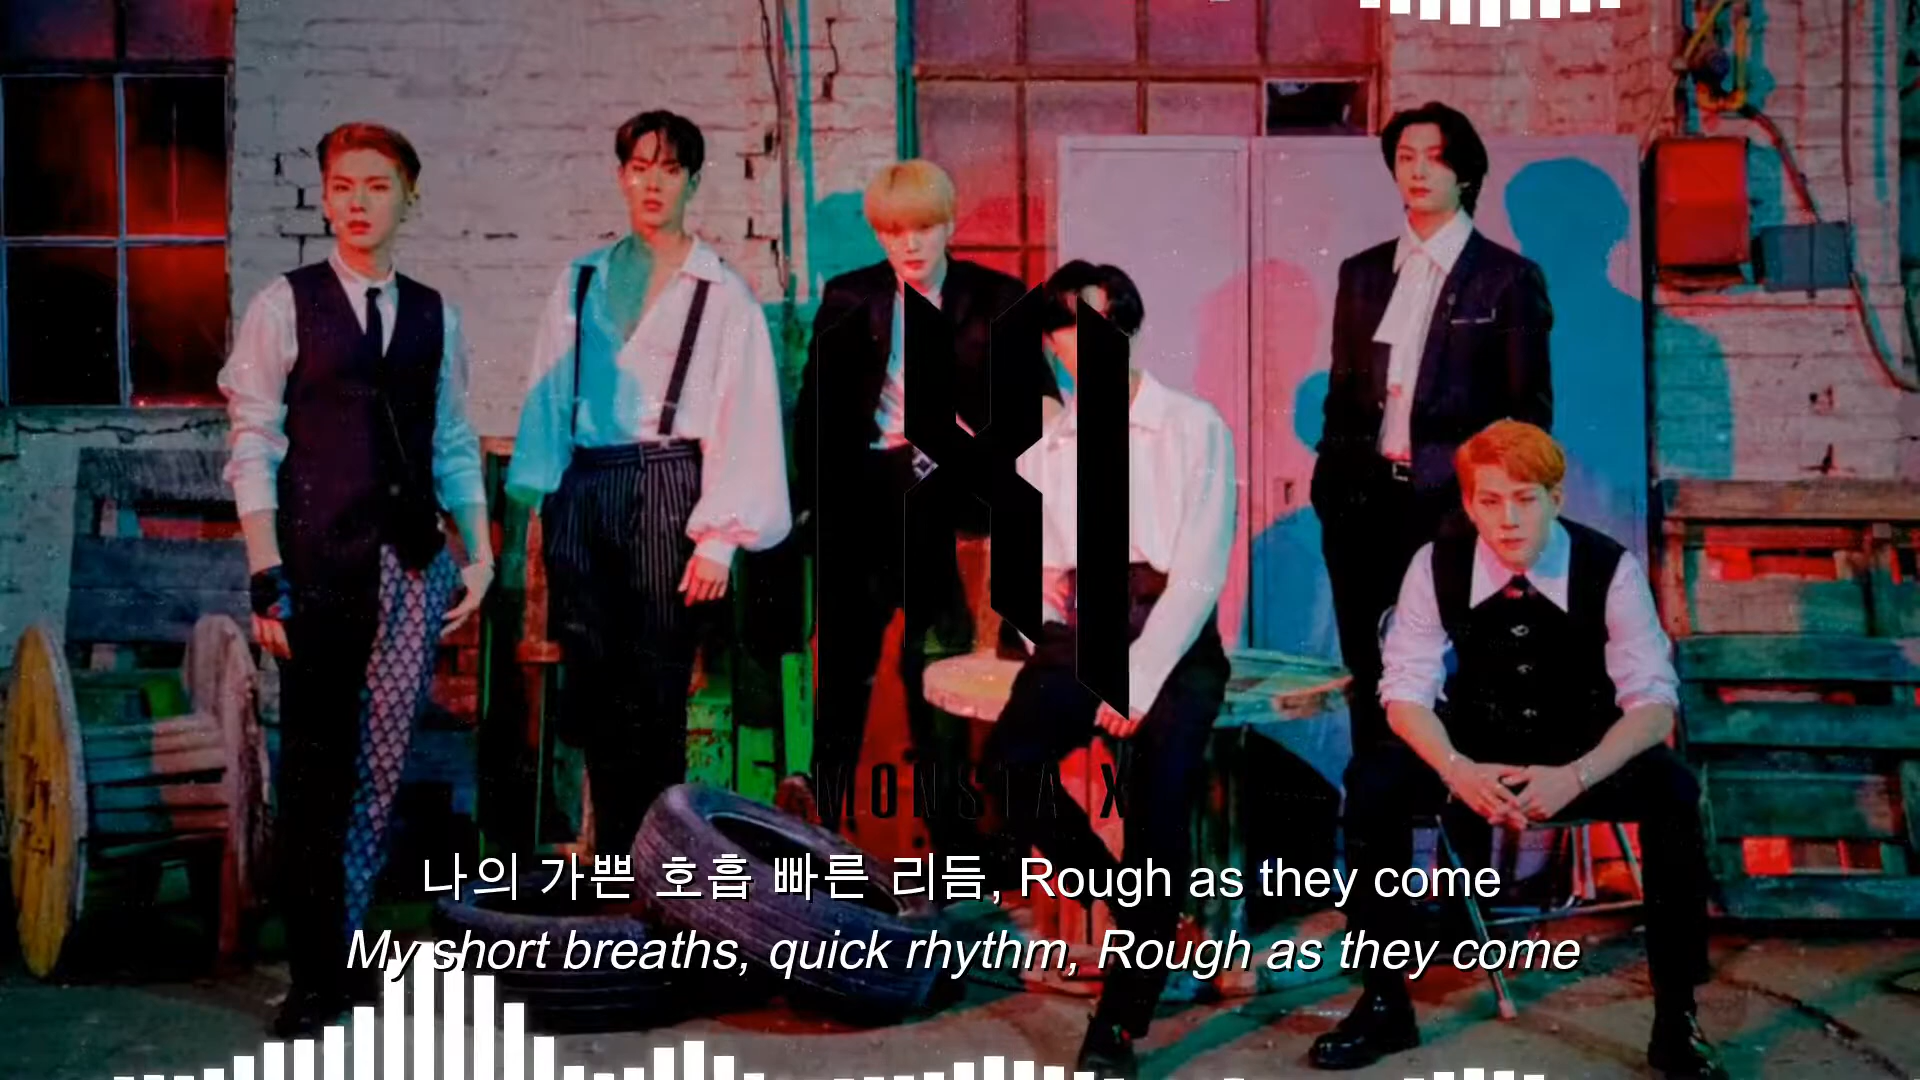 MONSTA X
나의 가쁜 호흡 빠른 리듬, Rough as they come
My short breaths, quick rhythm, Rough as they come